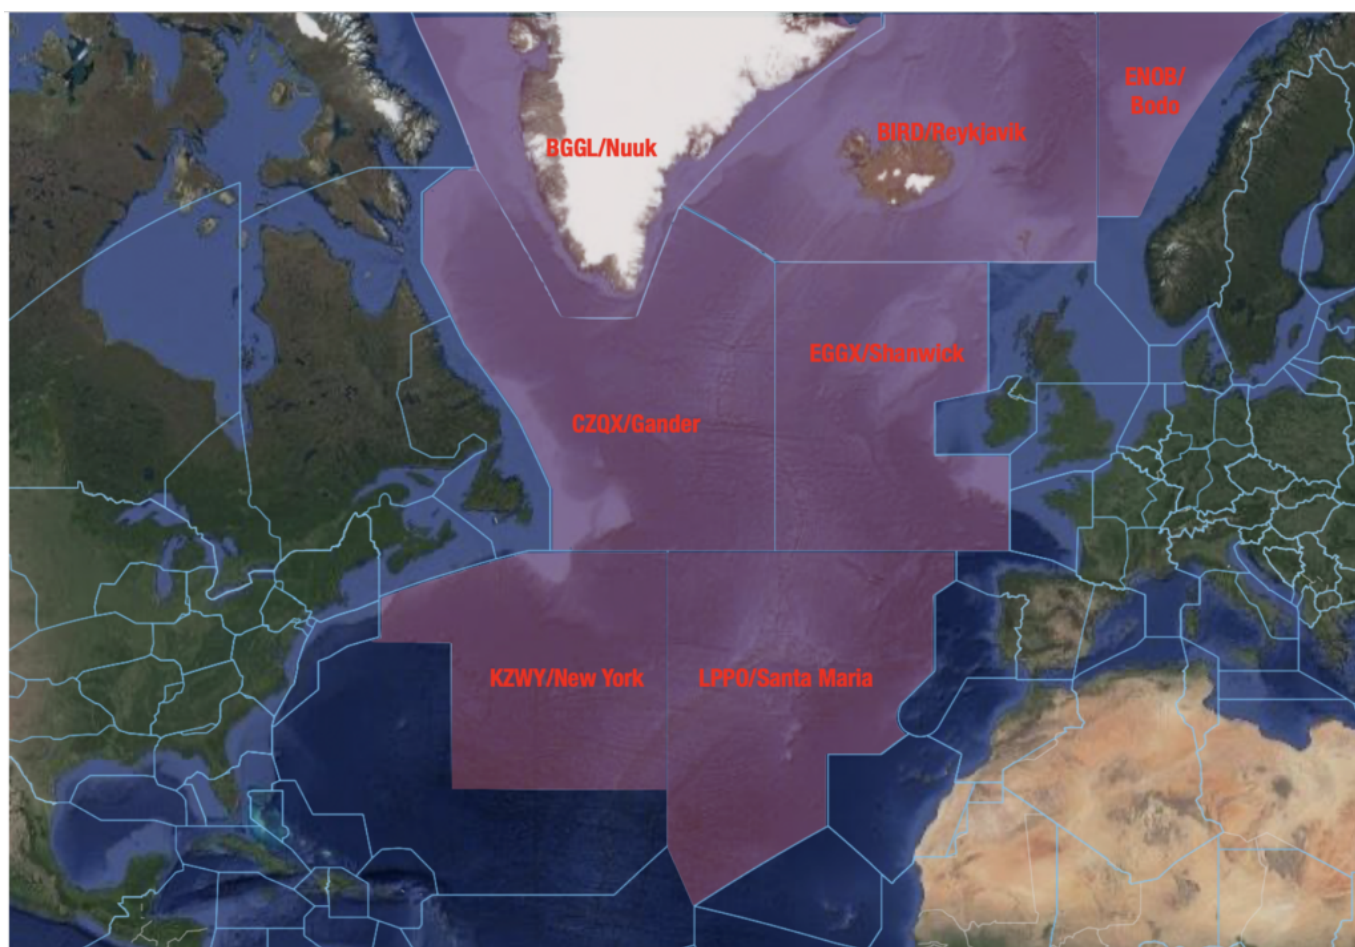 ENOB/
Bodo
BIRD/Reykjavik
BGGL/Nuuk
EGGX/Shanwick
CZQX/Gander
KZWY/New York
LPPO/Santa Maria